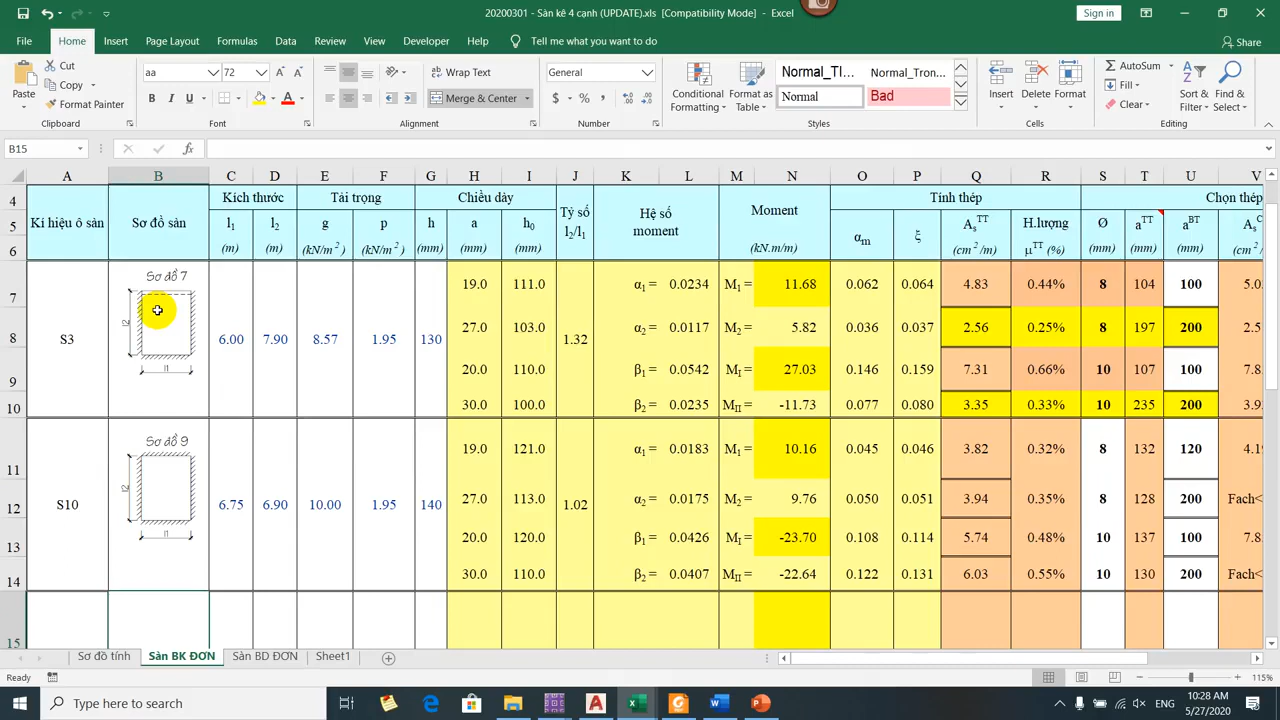 20200301 - Sàn kê 4 cạnh (UPDATE).xls [Compatibility Mode] - Excel
Sign in
File Home Insert Page Layout Formulas Data Review View Developer Help Tell me what you want to do Share
Cut
Copy
Format Painter
Paste
Clipboard
aa 72
B I U
Font
Wrap Text
Merge & Center
Alignment
General
$ % ,
Number
Conditional Formatting
Format as Table
Normal_TI... Normal_Tron...
Normal Bad
Styles
Insert Delete Format
Cells
AutoSum
Fill
Clear
Sort & Filter
Find & Select
Editing
B15 fx
A B C D E F G H I J K L M N O P Q R S T U V
4 5 6
Kí hiệu ô sàn Sơ đồ sàn Kích thước Tải trọng Chiều dày Tỷ số l2/l1 Hệ số moment Moment Tính thép Chọn thép
l1 l2 g p h a h0 αm ξ AsTT H.lượng Ø aTT aBT AsC
(m) (m) (kN/m2) (kN/m2) (mm) (mm) (mm) (kN.m/m) (cm2/m) μTT (%) (mm) (mm) (mm) (cm2/
Sơ đồ 7
l2
l1
7 19.0 111.0 α1 = 0.0234 M1 = 11.68 0.062 0.064 4.83 0.44% 8 104 100 5.0
8 S3 6.00 7.90 8.57 1.95 130 27.0 103.0 1.32 α2 = 0.0117 M2 = 5.82 0.036 0.037 2.56 0.25% 8 197 200 2.5
9 20.0 110.0 β1 = 0.0542 MI = 27.03 0.146 0.159 7.31 0.66% 10 107 100 7.8
10 30.0 100.0 β2 = 0.0235 MII = -11.73 0.077 0.080 3.35 0.33% 10 235 200 3.9
Sơ đồ 9
l2
l1
11 19.0 121.0 α1 = 0.0183 M1 = 10.16 0.045 0.046 3.82 0.32% 8 132 120 4.19
12 S10 6.75 6.90 10.00 1.95 140 27.0 113.0 1.02 α2 = 0.0175 M2 = 9.76 0.050 0.051 3.94 0.35% 8 128 200 Fach<
13 20.0 120.0 β1 = 0.0426 MI = -23.70 0.108 0.114 5.74 0.48% 10 137 100 7.8
14 30.0 110.0 β2 = 0.0407 MII = -22.64 0.122 0.131 6.03 0.55% 10 130 200 Fach<
15
Sơ đồ tính Sàn BK ĐƠN Sàn BD ĐƠN Sheet1
Ready 115%
Type here to search
ENG
10:28 AM
5/27/2020